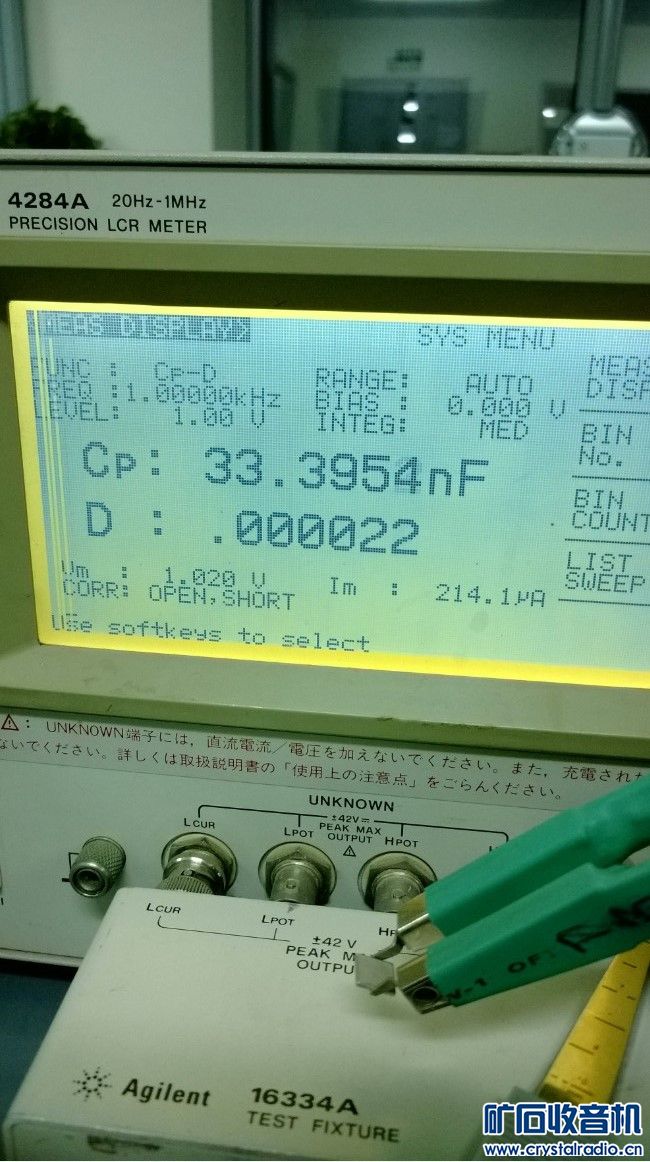 4284A 20Hz-1MHz
PRECISION LCR METER
MEAS DISPLAY
SYS MENU
FUNC : Cp-D
RANGE: AUTO
FREQ :1.00000kHz
BIAS : 0.000 V
LEVEL: 1.00 V
INTEG: MED
MEAS
DISP
BIN
No.
BIN
COUNT
LIST
SWEEP
Cp: 33.3954nF
D : .000022
Vm : 1.020 V
Im : 214.1μA
CORR: OPEN,SHORT
Use softkeys to select
: UNKNOWN端子には，直流電流／電圧を加えないでください。また，充電された
ないでください。詳しくは取扱説明書の「使用上の注意点」をごらんください。
UNKNOWN
±42V
PEAK MAX
OUTPUT
LCUR
LPOT
HPOT
LCUR
LPOT
±42 V
PEAK M
OUTPU
Agilent 16334A
TEST FIXTURE
矿石收音机
www.crystalradio.cn